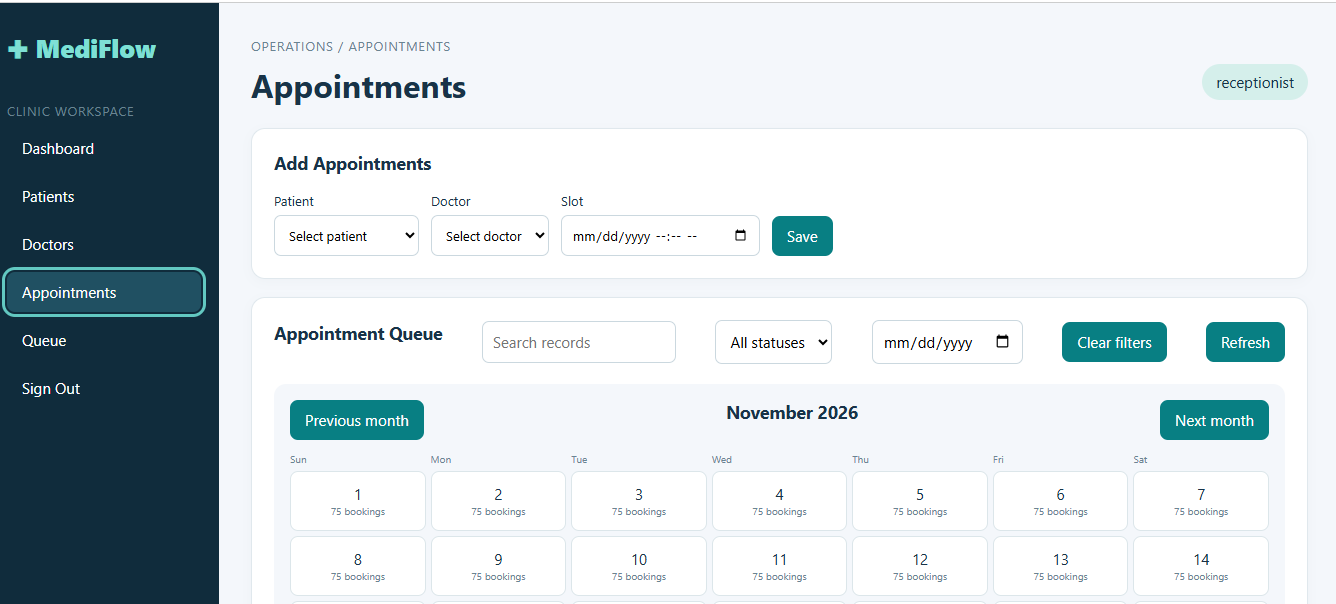 ✚ MediFlow
CLINIC WORKSPACE
Dashboard
Patients
Doctors
Appointments
Queue
Sign Out
OPERATIONS / APPOINTMENTS
Appointments
receptionist
Add Appointments
Patient Doctor Slot
Select patient Select doctor mm/dd/yyyy --:-- -- Save
Appointment Queue Search records All statuses mm/dd/yyyy Clear filters Refresh
Previous month November 2026 Next month
Sun Mon Tue Wed Thu Fri Sat
1 2 3 4 5 6 7
75 bookings 75 bookings 75 bookings 75 bookings 75 bookings 75 bookings 75 bookings
8 9 10 11 12 13 14
75 bookings 75 bookings 75 bookings 75 bookings 75 bookings 75 bookings 75 bookings